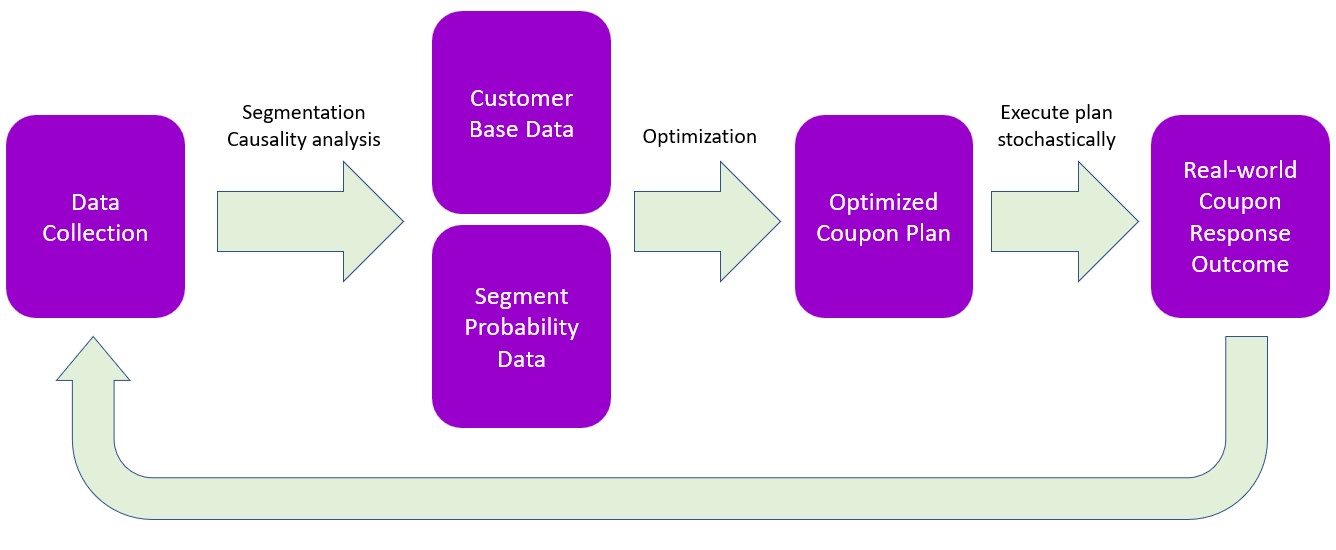 Data
Collection
Segmentation
Causality analysis
Customer
Base Data
Segment
Probability
Data
Optimization
Optimized
Coupon Plan
Execute plan
stochastically
Real-world
Coupon
Response
Outcome